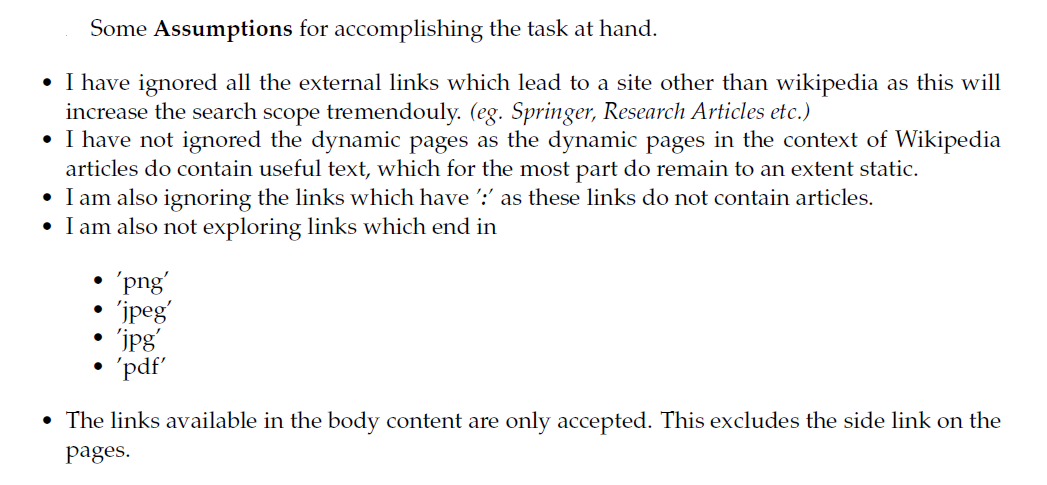 Some Assumptions for accomplishing the task at hand.
• I have ignored all the external links which lead to a site other than wikipedia as this will
increase the search scope tremendouly. (eg. Springer, Research Articles etc.)
• I have not ignored the dynamic pages as the dynamic pages in the context of Wikipedia
articles do contain useful text, which for the most part do remain to an extent static.
• I am also ignoring the links which have ’:’ as these links do not contain articles.
• I am also not exploring links which end in
• ’png’
• ’jpeg’
• ’jpg’
• ’pdf’
• The links available in the body content are only accepted. This excludes the side link on the
pages.